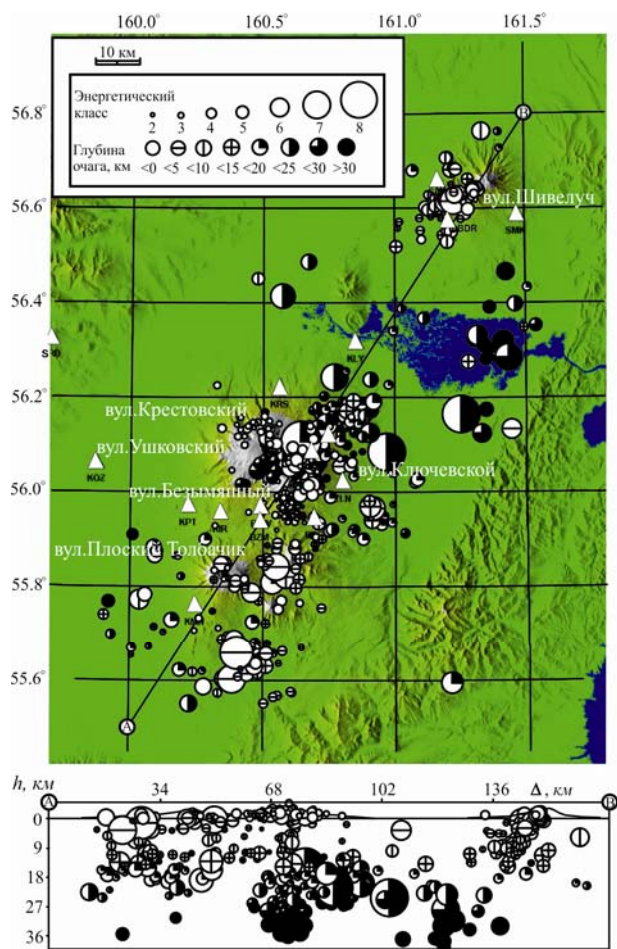 160.0° 160.5° 161.0° 161.5°
10 км
Энергетический класс
2 3 4 5 6 7 8
Глубина очага, км
<0 <5 <10 <15 <20 <25 <30 >30
56.8°
B
56.6°
вул.Шивелуч
BDR
SMK
56.4°
KLY
56.2°
KRS
вул.Крестовский
вул.Ушковский
KOZ
вул.Ключевской
56.0°
вул.Безымянный
KPT
вул.Плоский Толбачик
55.8°
55.6°
A
h, км
A 34 68 102 136 Δ, км B
0
9
18
27
36